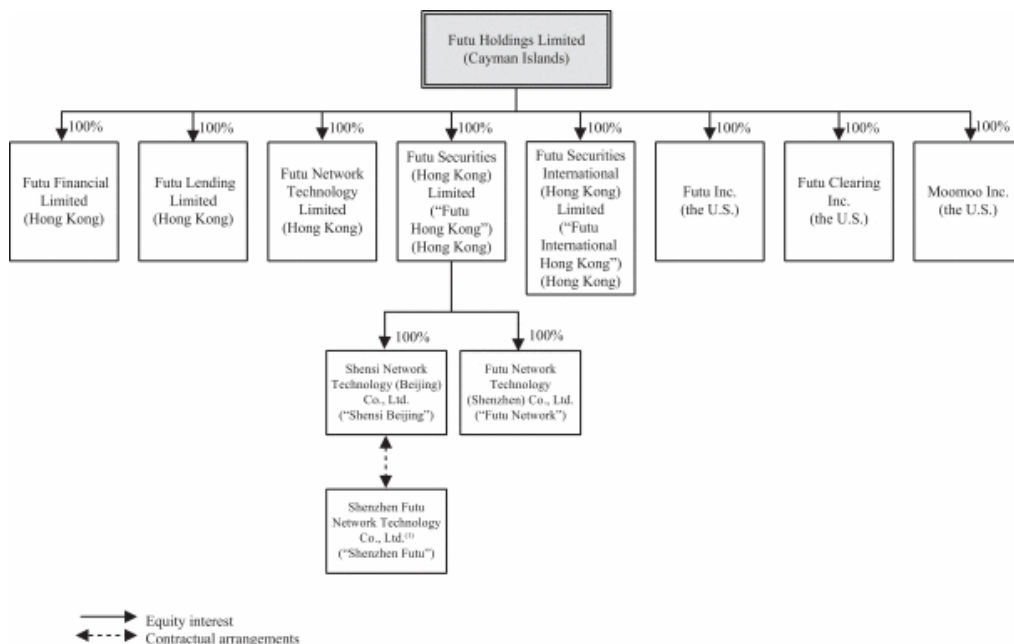 Futu Holdings Limited
(Cayman Islands)
100%
100%
100%
100%
100%
100%
100%
100%
Futu Financial
Limited
(Hong Kong)
Futu Lending
Limited
(Hong Kong)
Futu Network
Technology
Limited
(Hong Kong)
Futu Securities
(Hong Kong)
Limited
(“Futu
Hong Kong”)
(Hong Kong)
Futu Securities
International
(Hong Kong)
Limited
(“Futu
International
Hong Kong”)
(Hong Kong)
Futu Inc.
(the U.S.)
Futu Clearing
Inc.
(the U.S.)
Moomoo Inc.
(the U.S.)
100%
100%
Shensi Network
Technology (Beijing)
Co., Ltd.
(“Shensi Beijing”)
Futu Network
Technology
(Shenzhen) Co., Ltd.
(“Futu Network”)
Shenzhen Futu
Network Technology
Co., Ltd.(1)
(“Shenzhen Futu”)
Equity interest
Contractual arrangements